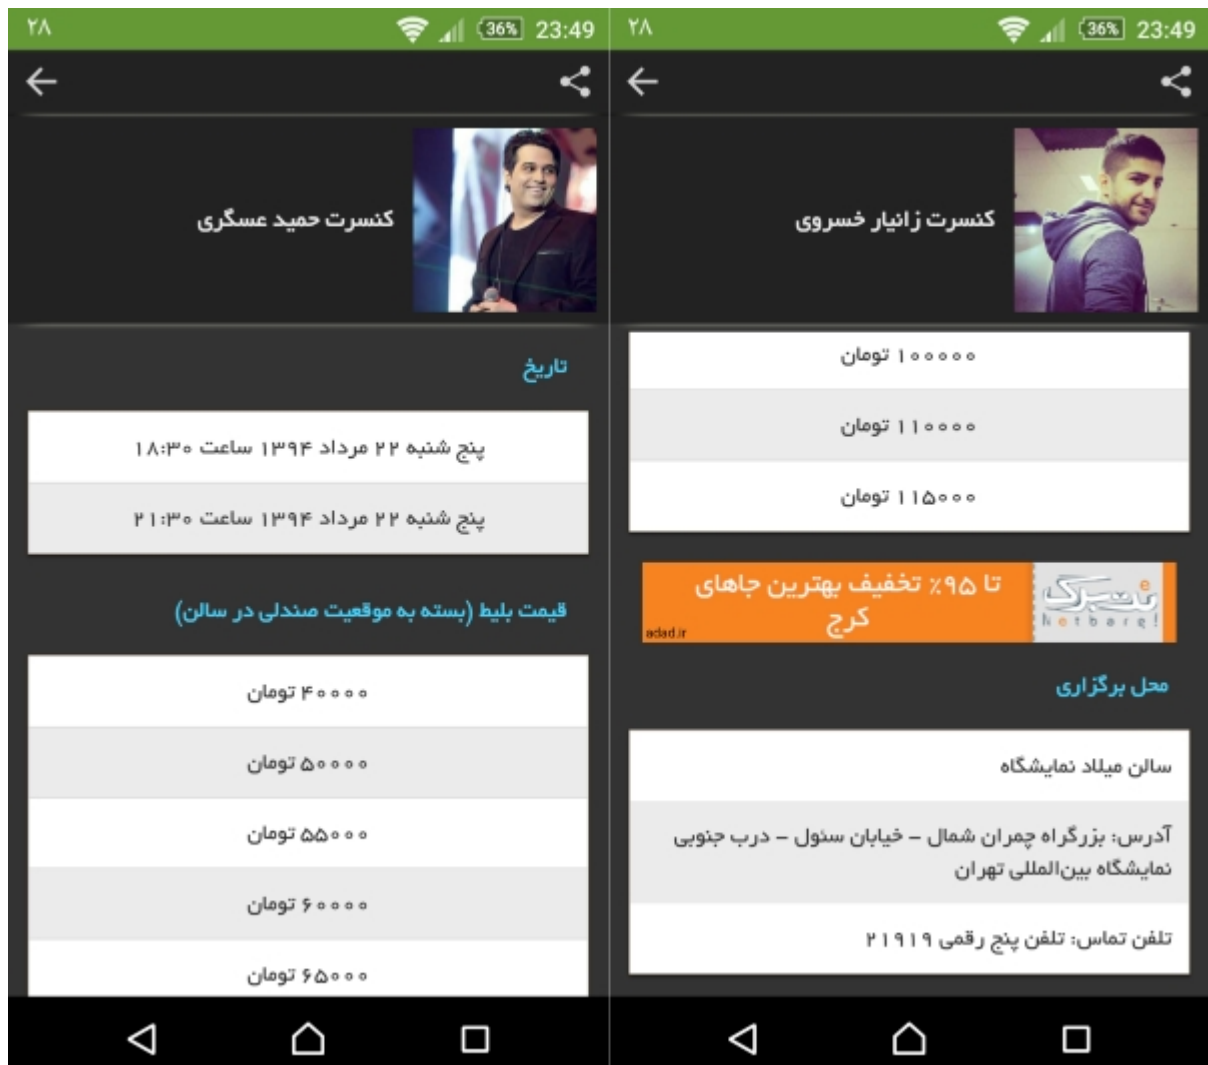 ۲۸
36%
23:49
کنسرت حمید عسگری
تاریخ
پنج شنبه ۲۲ مرداد ۱۳۹۴ ساعت ۱۸:۳۰
پنج شنبه ۲۲ مرداد ۱۳۹۴ ساعت ۲۱:۳۰
قیمت بلیط (بسته به موقعیت صندلی در سالن)
۴۰۰۰۰ تومان
۵۰۰۰۰ تومان
۵۵۰۰۰ تومان
۶۰۰۰۰ تومان
۶۵۰۰۰ تومان
۲۸
36%
23:49
کنسرت زانیار خسروی
۱۰۰۰۰۰ تومان
۱۱۰۰۰۰ تومان
۱۱۵۰۰۰ تومان
تا ۹۵٪ تخفیف بهترین جاهای
کرج
adad.ir
نت برگ
Netbarg!
محل برگزاری
سالن میلاد نمایشگاه
آدرس: بزرگراه چمران شمال - خیابان سئول - درب جنوبی
نمایشگاه بین‌المللی تهران
تلفن تماس: تلفن پنج رقمی ۲۱۹۱۹